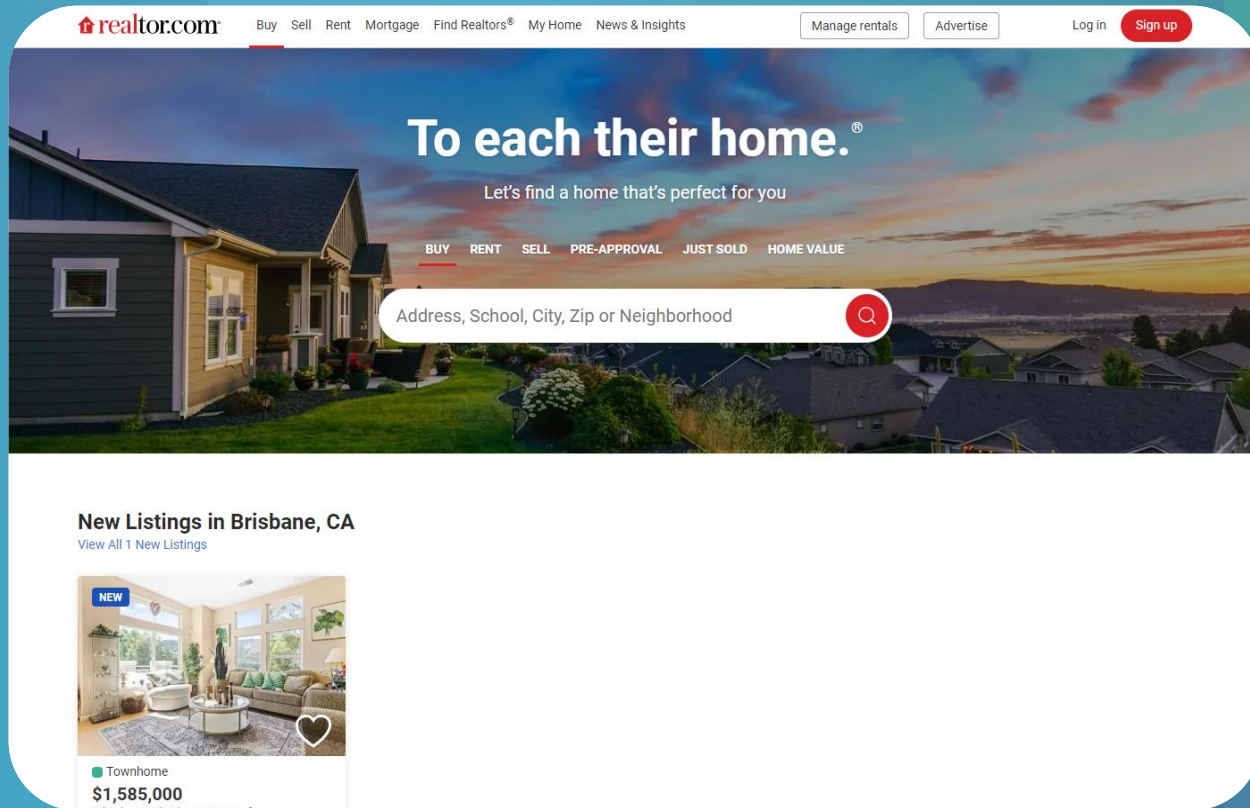 realtor.com® Buy Sell Rent Mortgage Find Realtors® My Home News & Insights Manage rentals Advertise Log in Sign up
To each their home.®
Let's find a home that's perfect for you
BUY RENT SELL PRE-APPROVAL JUST SOLD HOME VALUE
Address, School, City, Zip or Neighborhood
New Listings in Brisbane, CA
View All 1 New Listings
NEW
Townhome
$1,585,000